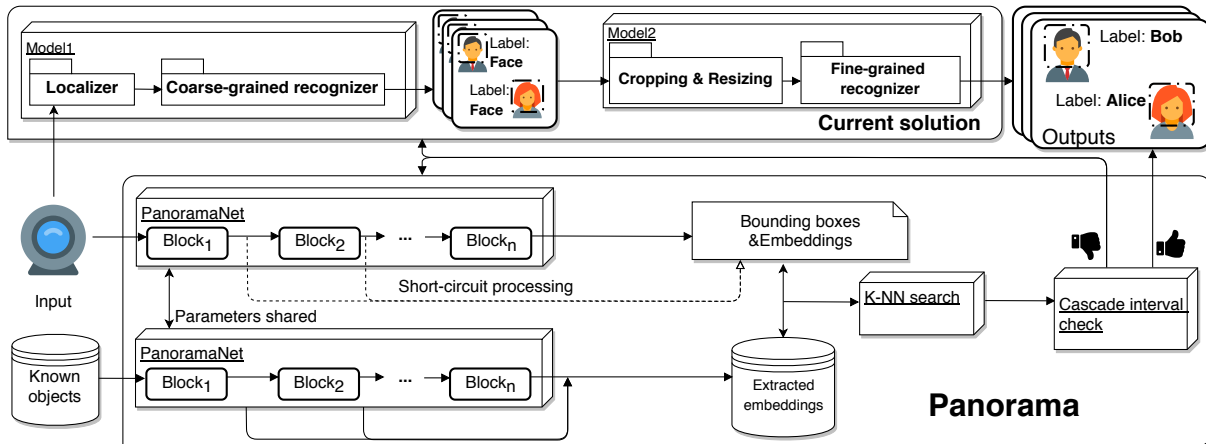 Model1
Localizer
Coarse-grained recognizer
Label:
Face
Label:
Face
Model2
Cropping & Resizing
Fine-grained
recognizer
Current solution
Label: Bob
Label: Alice
Outputs
Input
PanoramaNet
Block1
Block2
...
Blockn
Short-circuit processing
Bounding boxes
&Embeddings
Parameters shared
K-NN search
Cascade interval
check
Known
objects
PanoramaNet
Block1
Block2
...
Blockn
Extracted
embeddings
Panorama